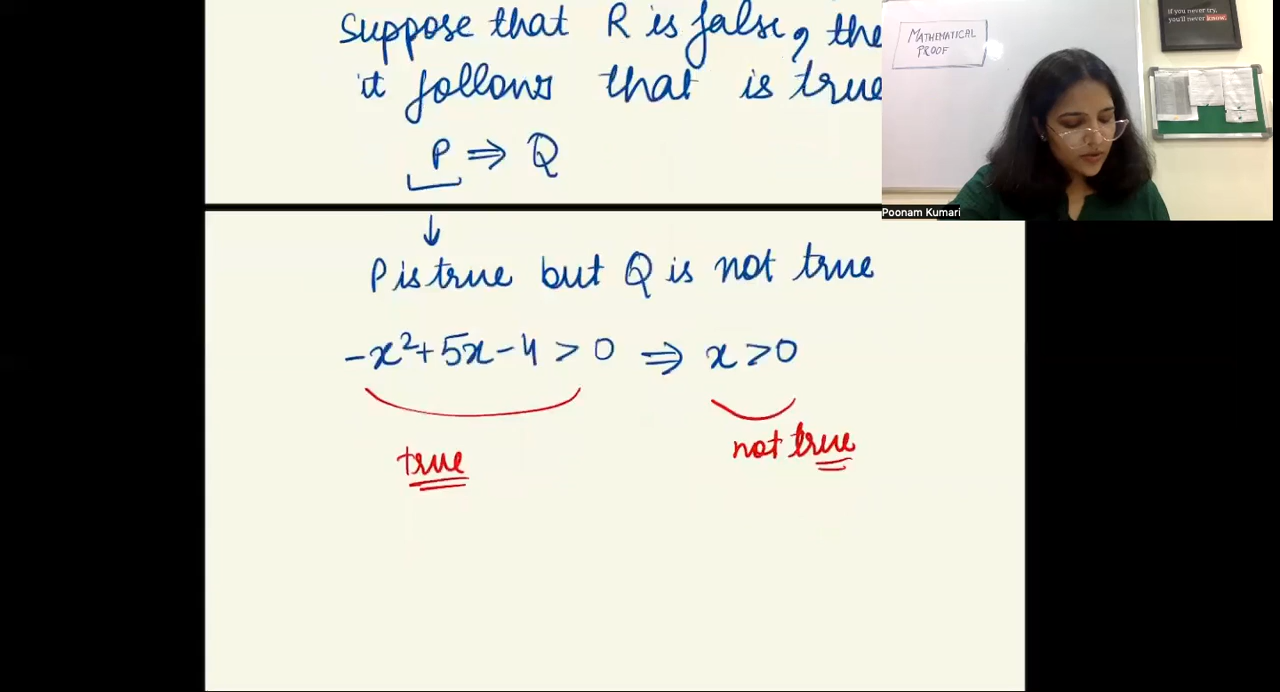 suppose that R is false, the
it follows that is true
P ⇒ Q
↓
P is true but Q is not true
-x²+5x-4 > 0 ⇒ x>0
true
not true
MATHEMATICAL
PROOF
If you never try,
you'll never know.
Poonam Kumari